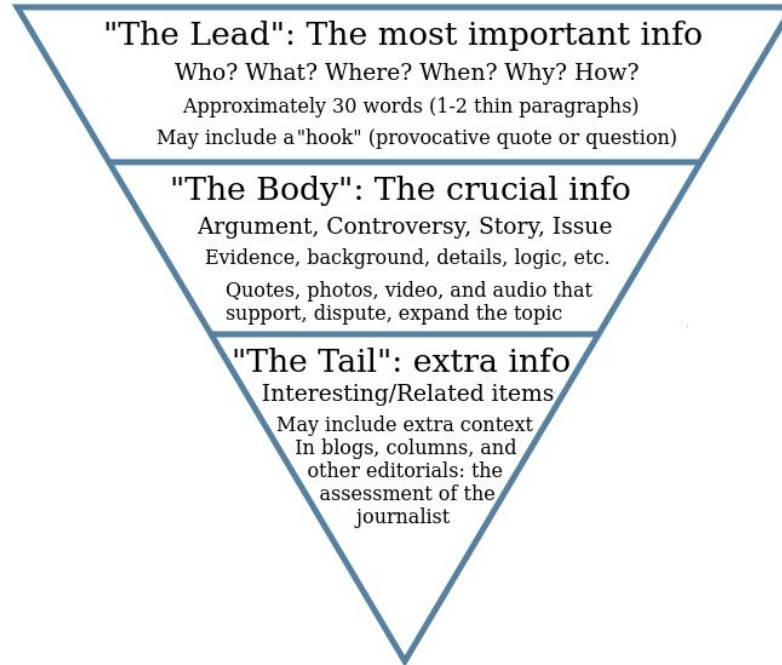 "The Lead": The most important info
Who? What? Where? When? Why? How?
Approximately 30 words (1-2 thin paragraphs)
May include a"hook" (provocative quote or question)
"The Body": The crucial info
Argument, Controversy, Story, Issue
Evidence, background, details, logic, etc.
Quotes, photos, video, and audio that
support, dispute, expand the topic
"The Tail": extra info
Interesting/Related items
May include extra context
In blogs, columns, and
other editorials: the
assessment of the
journalist